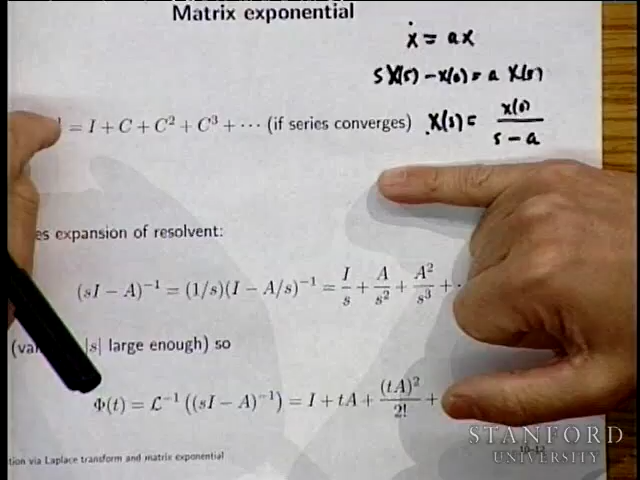 Matrix exponential
ẋ = ax
sX(s) − x(0) = a X(s)
= I + C + C² + C³ + ··· (if series converges)
X(s) = x(0) / (s − a)
es expansion of resolvent:
(sI − A)⁻¹ = (1/s)(I − A/s)⁻¹ = I/s + A/s² + A²/s³ + ·
|s| large enough) so
Φ(t) = ℒ⁻¹ ((sI − A)⁻¹) = I + tA + (tA)²/2! +
tion via Laplace transform and matrix exponential
STANFORD
UNIVERSITY